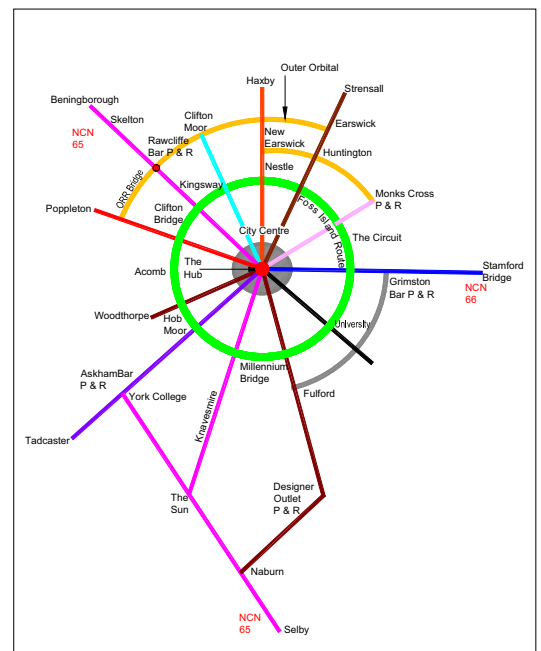 Outer Orbital
Haxby
Strensall
Beningborough
Skelton
Clifton
Moor
Earswick
NCN
65
Rawcliffe
Bar P & R
New
Earswick
Huntington
Nestle
Kingsway
Monks Cross
P & R
ORR Bridge
Poppleton
Clifton
Bridge
Foss Island Route
City Centre
The Circuit
Acomb
The
Hub
Stamford
Bridge
Grimston
Bar P & R
NCN
66
Woodthorpe
Hob
Moor
University
Millennium
Bridge
AskhamBar
P & R
York College
Fulford
Knavesmire
Tadcaster
Designer
Outlet
P & R
The
Sun
Naburn
NCN
65
Selby